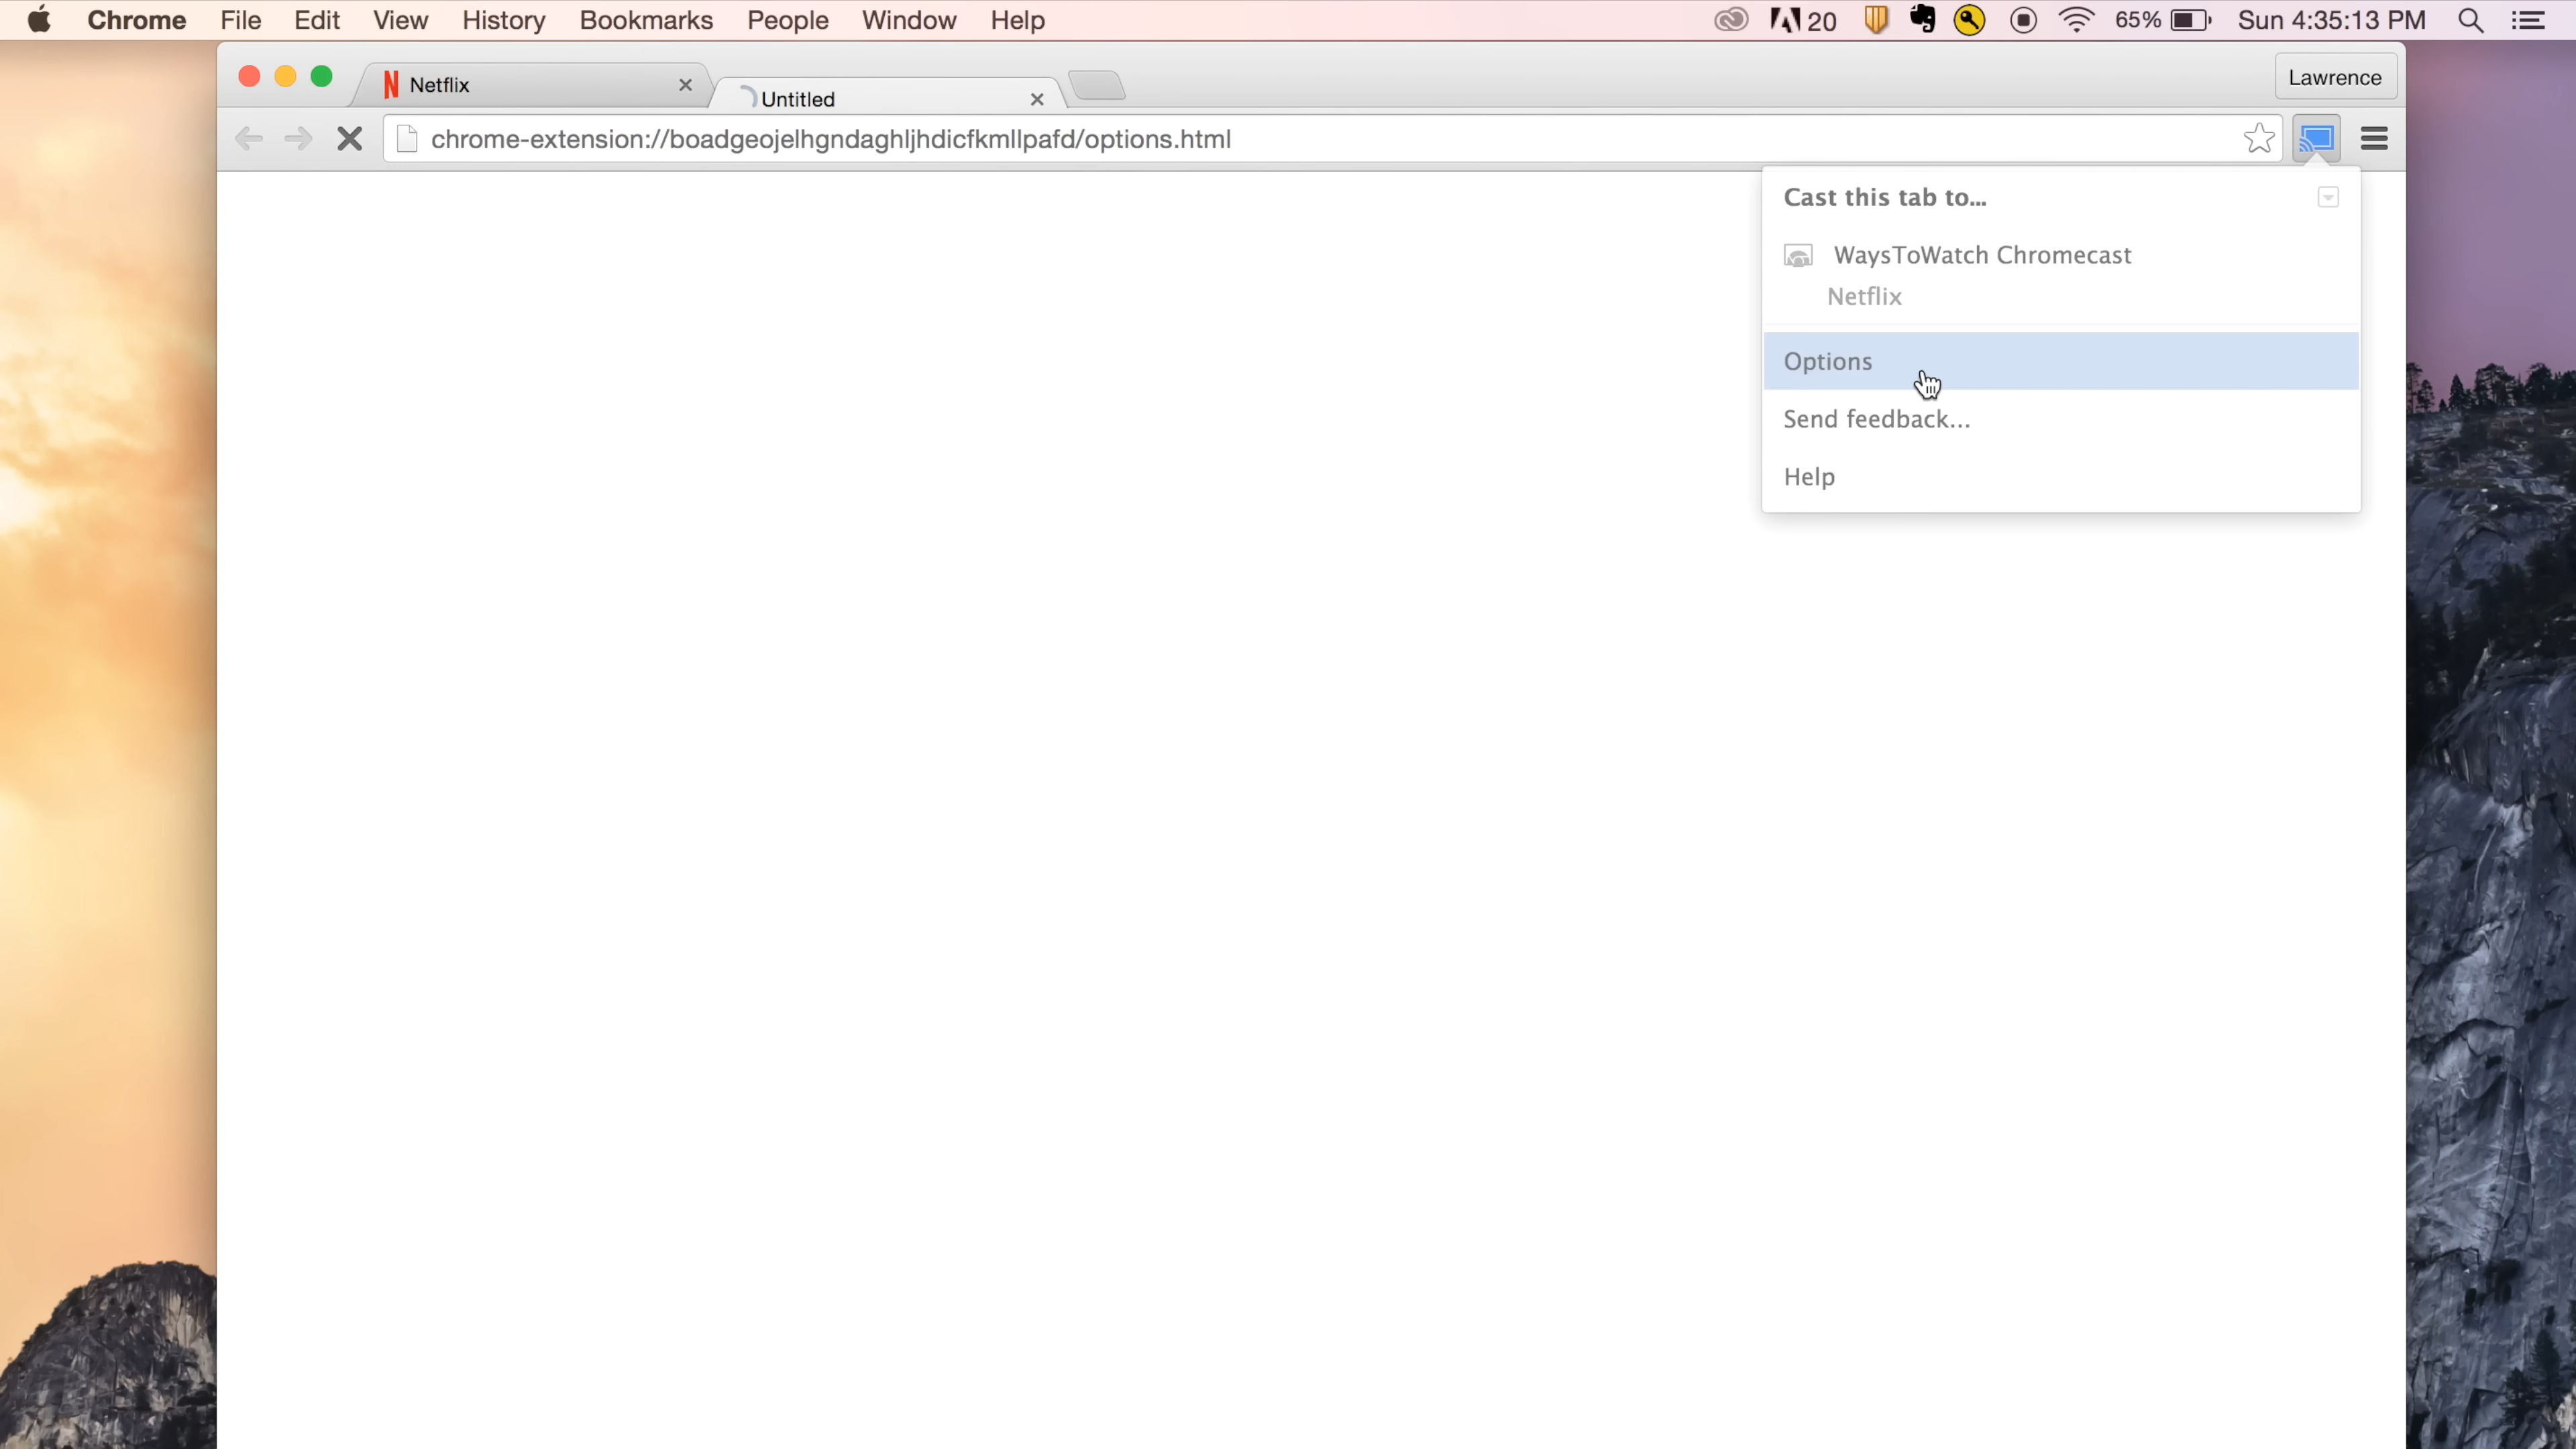 Chrome File Edit View History Bookmarks People Window Help 20 65% Sun 4:35:13 PM
Netflix Untitled Lawrence
chrome-extension://boadgeojelhgndaghljhdicfkmllpafd/options.html
Cast this tab to...
WaysToWatch Chromecast
Netflix
Options
Send feedback...
Help